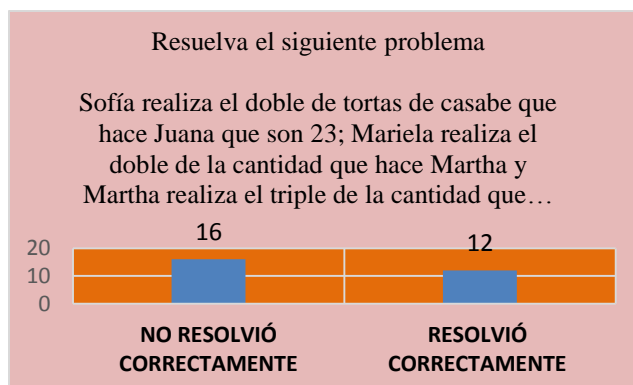 Resuelva el siguiente problema
Sofía realiza el doble de tortas de casabe que
hace Juana que son 23; Mariela realiza el
doble de la cantidad que hace Martha y
Martha realiza el triple de la cantidad que…
16
12
20
10
0
NO RESOLVIÓ
CORRECTAMENTE
RESOLVIÓ
CORRECTAMENTE